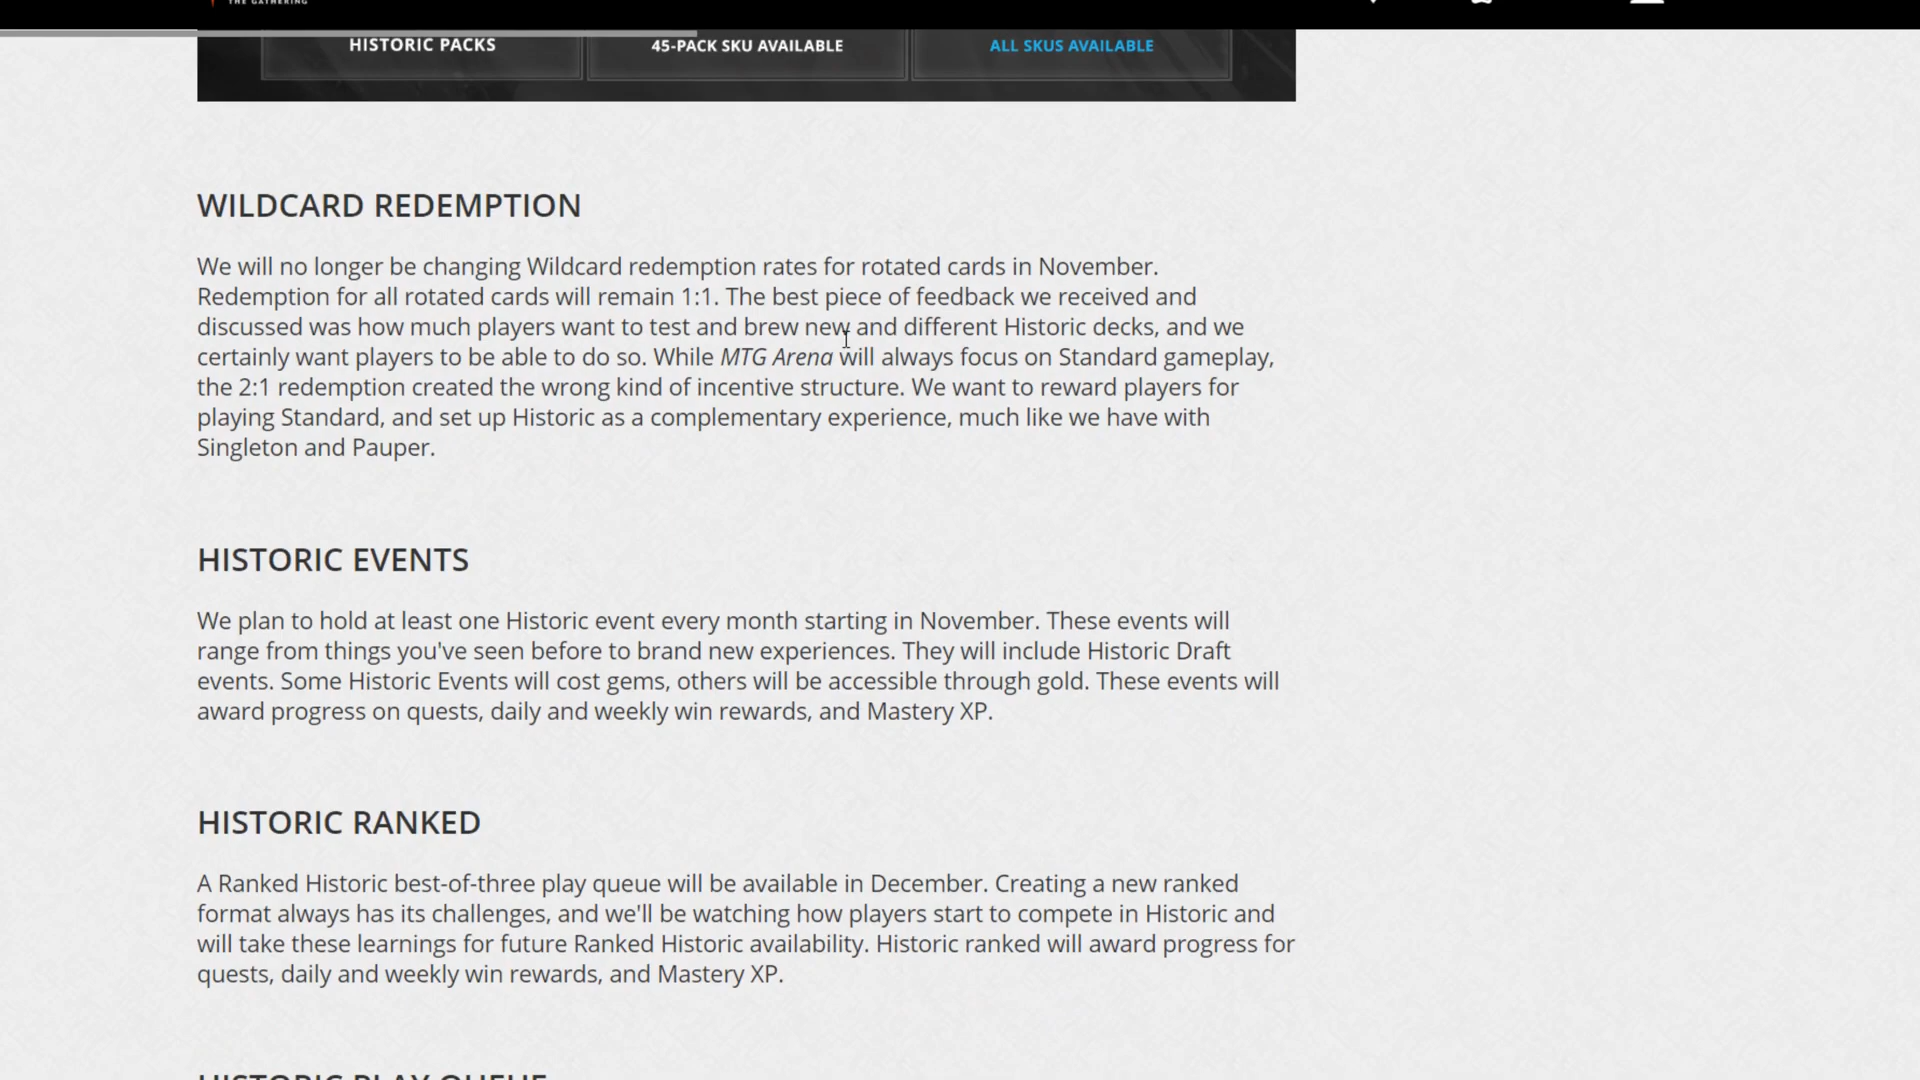 THE GATHERING
HISTORIC PACKS
45-PACK SKU AVAILABLE
ALL SKUS AVAILABLE
WILDCARD REDEMPTION
We will no longer be changing Wildcard redemption rates for rotated cards in November.
Redemption for all rotated cards will remain 1:1. The best piece of feedback we received and
discussed was how much players want to test and brew new and different Historic decks, and we
certainly want players to be able to do so. While MTG Arena will always focus on Standard gameplay,
the 2:1 redemption created the wrong kind of incentive structure. We want to reward players for
playing Standard, and set up Historic as a complementary experience, much like we have with
Singleton and Pauper.
HISTORIC EVENTS
We plan to hold at least one Historic event every month starting in November. These events will
range from things you've seen before to brand new experiences. They will include Historic Draft
events. Some Historic Events will cost gems, others will be accessible through gold. These events will
award progress on quests, daily and weekly win rewards, and Mastery XP.
HISTORIC RANKED
A Ranked Historic best-of-three play queue will be available in December. Creating a new ranked
format always has its challenges, and we'll be watching how players start to compete in Historic and
will take these learnings for future Ranked Historic availability. Historic ranked will award progress for
quests, daily and weekly win rewards, and Mastery XP.
HISTORIC PLAY QUEUE